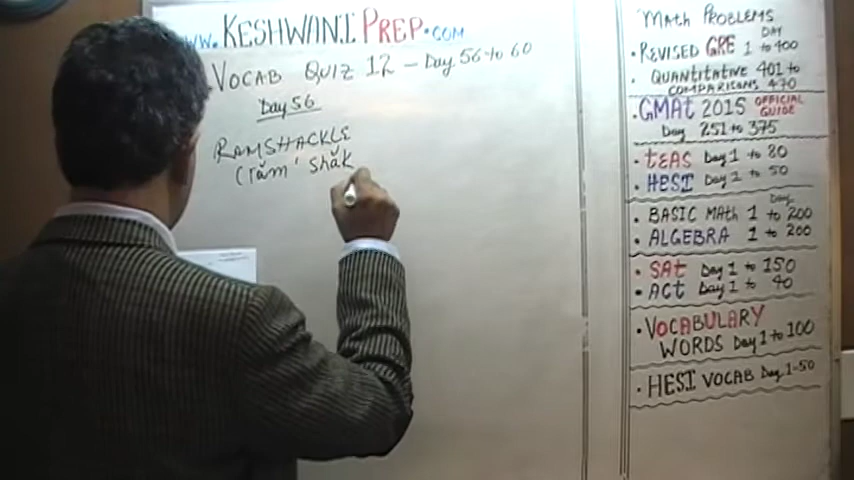 WWW.KESHWANIPREP.COM
VOCAB QUIZ 12 - Day 56 to 60
Day 56
RAMSHACKLE
(răm' shăk
Math PROBLEMS
• REVISED GRE DAY 1 to 400
• QUANTITATIVE 401 to
COMPARISONS 470
• GMAt 2015 OFFICIAL GUIDE
Day 251 to 375
• tEAS Day 1 to 80
• HESI Day 1 to 50
• BASIC Math Day 1 to 200
• ALGEBRA 1 to 200
• SAt Day 1 to 150
• ACt Day 1 to 40
• VOCABULARY
WORDS Day 1 to 100
• HESI VOCAB Day 1-50